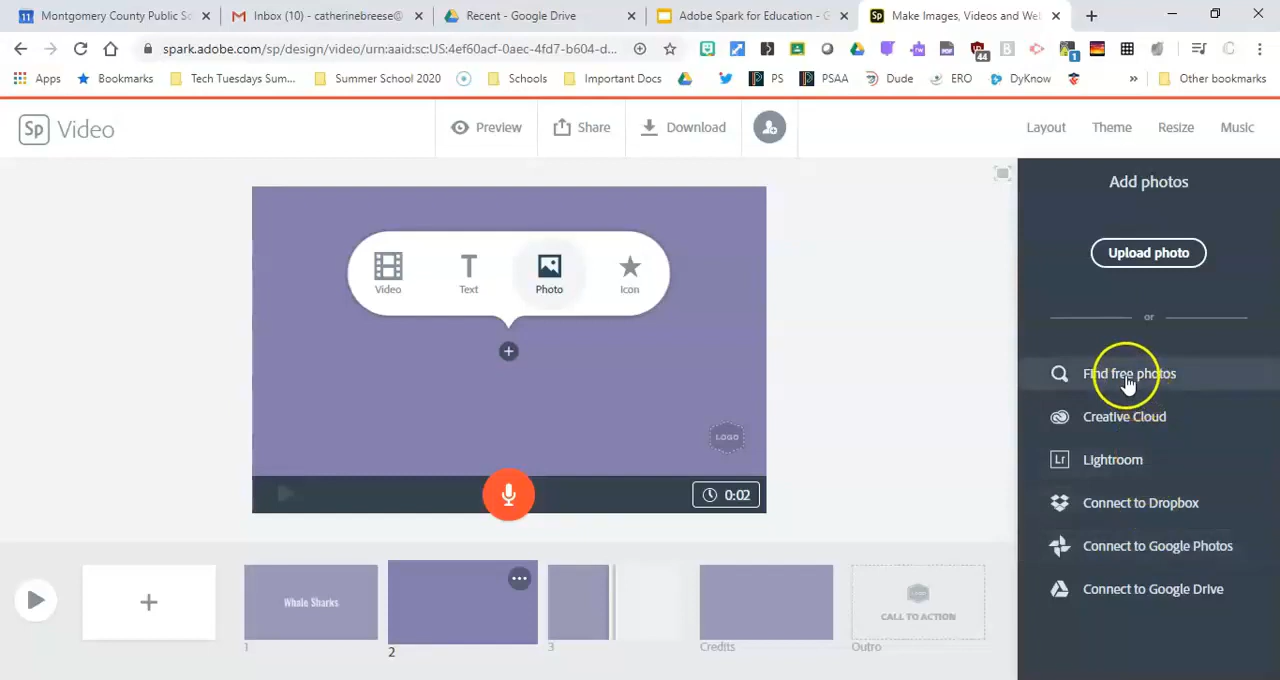 Montgomery County Public Sc
Inbox (10) - catherinebreese@
Recent - Google Drive
Adobe Spark for Education - G
Sp
Make Images, Videos and Web
spark.adobe.com/sp/design/video/urn:aaid:sc:US:4ef60acf-0aec-4fd7-b604-d...
Apps
Bookmarks
Tech Tuesdays Sum...
Summer School 2020
Schools
Important Docs
PS
PSAA
Dude
ERO
DyKnow
Other bookmarks
Sp Video
Preview
Share
Download
Layout
Theme
Resize
Music
Add photos
Upload photo
or
Find free photos
Creative Cloud
Lr Lightroom
Connect to Dropbox
Connect to Google Photos
Connect to Google Drive
Video
Text
Photo
Icon
LOGO
0:02
Whale Sharks
CALL TO ACTION
1
2
3
Credits
Outro